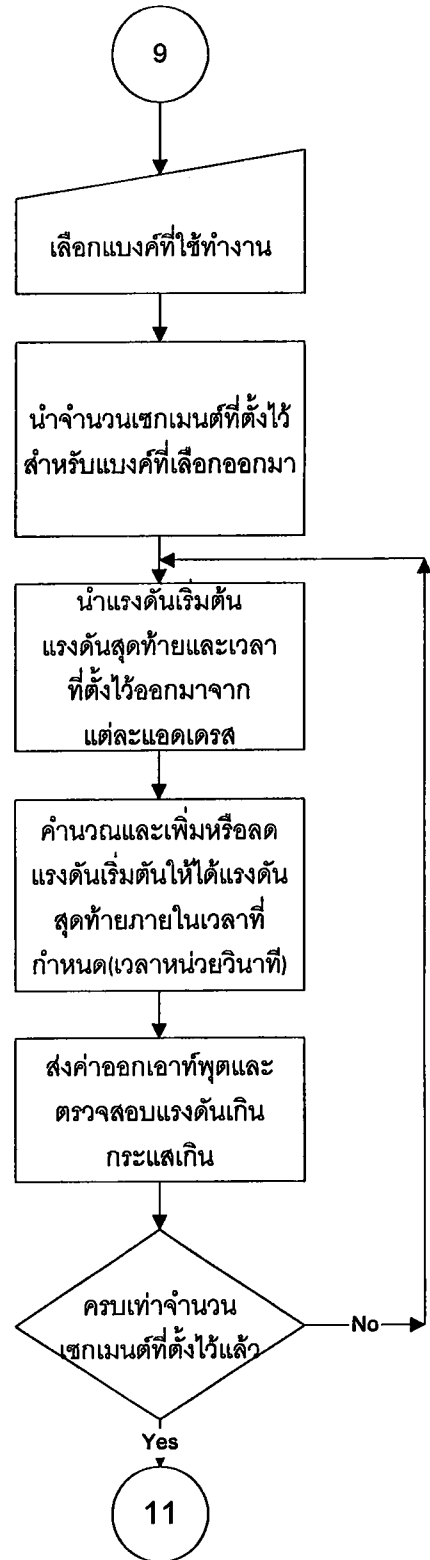 9
เลือกแบงค์ที่ใช้ทำงาน
นำจำนวนเซกเมนต์ที่ตั้งไว้
สำหรับแบงค์ที่เลือกออกมา
นำแรงดันเริ่มต้น
แรงดันสุดท้ายและเวลา
ที่ตั้งไว้ออกมาจาก
แต่ละแอดเดรส
คำนวณและเพิ่มหรือลด
แรงดันเริ่มต้นให้ได้แรงดัน
สุดท้ายภายในเวลาที่
กำหนด(เวลาหน่วยวินาที)
ส่งค่าออกเอาท์พุตและ
ตรวจสอบแรงดันเกิน
กระแสเกิน
ครบเท่าจำนวน
เซกเมนต์ที่ตั้งไว้แล้ว
No
Yes
11